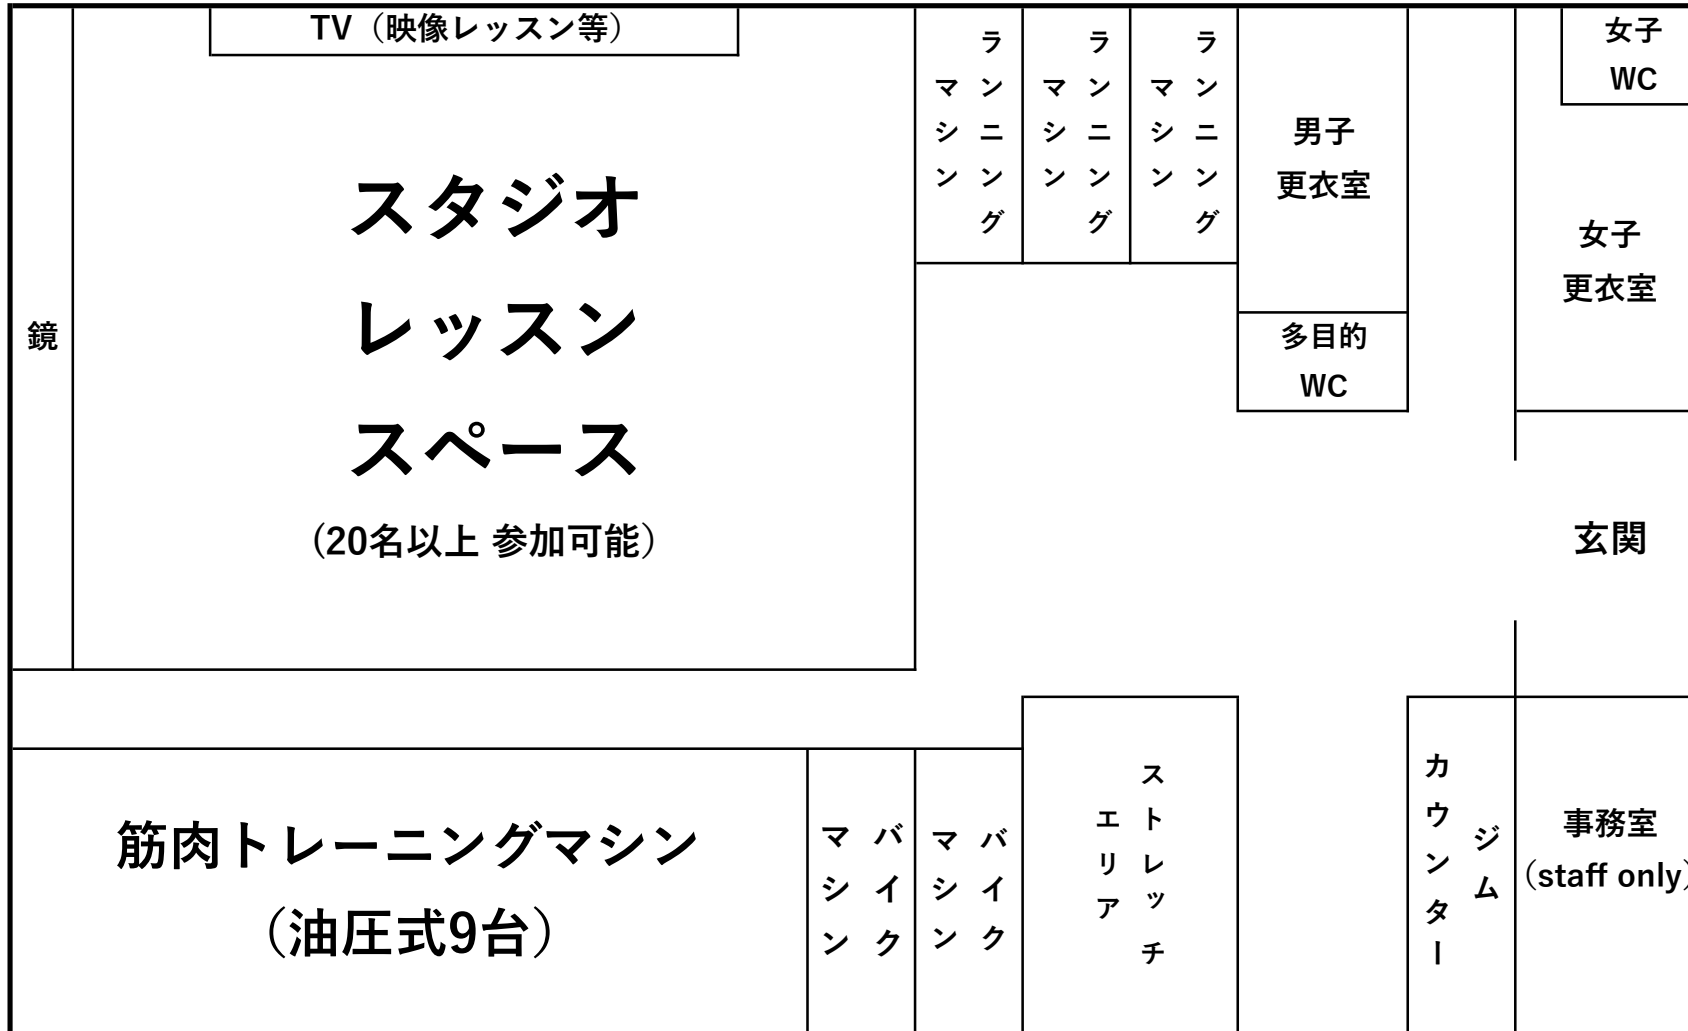 TV（映像レッスン等）
鏡
スタジオ
レッスン
スペース
（20名以上 参加可能）
ランニング
マシン
ランニング
マシン
ランニング
マシン
男子
更衣室
多目的
WC
女子
WC
女子
更衣室
玄関
筋肉トレーニングマシン
（油圧式9台）
バイク
マシン
バイク
マシン
ストレッチ
エリア
ジム
カウンター
事務室
（staff only）